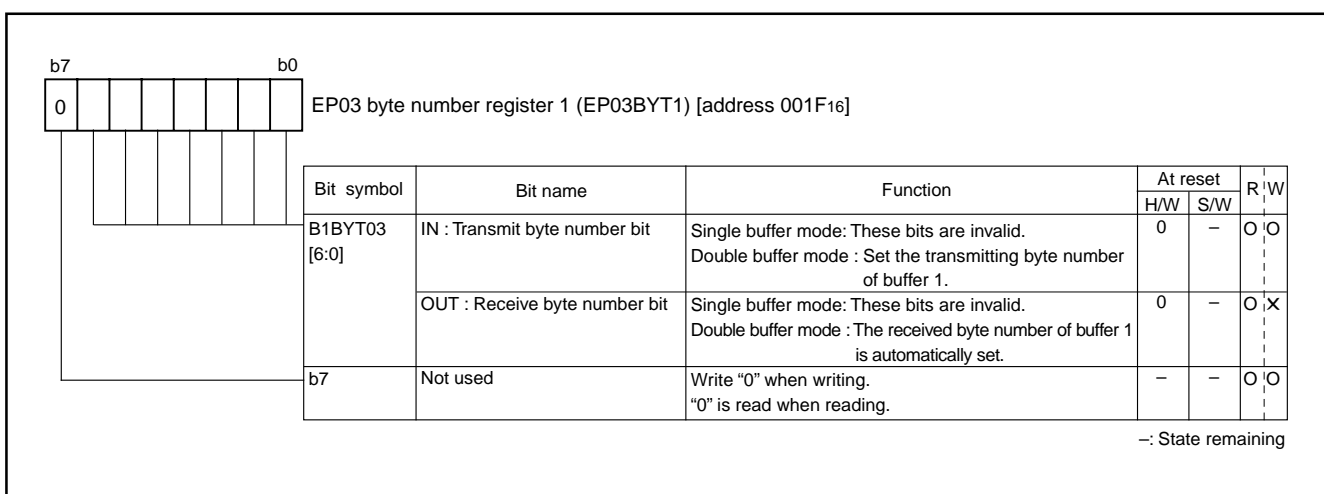 b7 b0
0 EP03 byte number register 1 (EP03BYT1) [address 001F16]
Bit symbol Bit name Function At reset R W
H/W S/W
B1BYT03 IN : Transmit byte number bit Single buffer mode: These bits are invalid. 0 – O O
[6:0] Double buffer mode : Set the transmitting byte number
of buffer 1.
OUT : Receive byte number bit Single buffer mode: These bits are invalid. 0 – O X
Double buffer mode : The received byte number of buffer 1
is automatically set.
b7 Not used Write “0” when writing. – – O O
“0” is read when reading.
–: State remaining